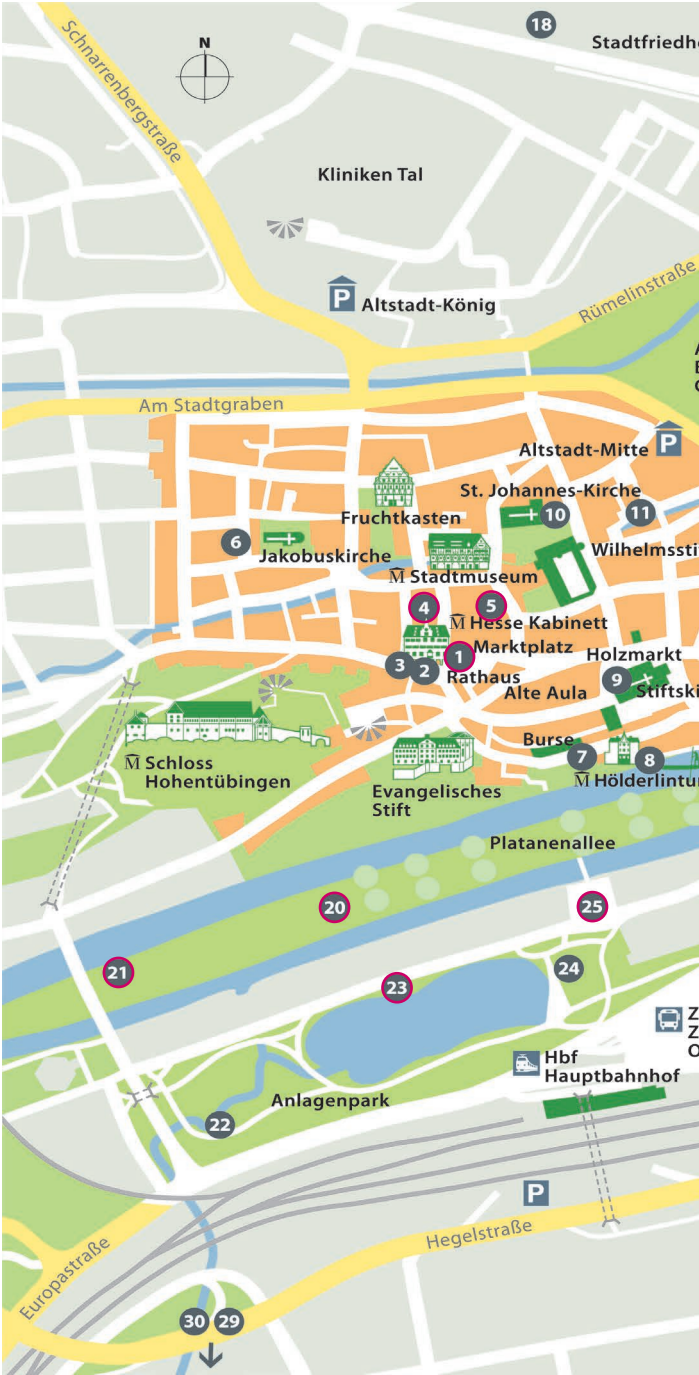 18
Stadtfriedh
N
Schnarrenbergstraße
Kliniken Tal
Rümelinstraße
P Altstadt-König
Am Stadtgraben
Altstadt-Mitte P
St. Johannes-Kirche
10
11
Fruchtkasten
6
Jakobuskirche
Wilhelmssti
M Stadtmuseum
4
5
M Hesse Kabinett
1
Marktplatz
Holzmarkt
3
2
Rathaus
9
Alte Aula
Stiftski
Burse
7
8
M Schloss
Hohentübingen
M Hölderlintur
Evangelisches
Stift
Platanenallee
20
25
21
23
24
Z
Z
O
Hbf
Hauptbahnhof
Anlagenpark
22
P
Hegelstraße
Europastraße
30
29